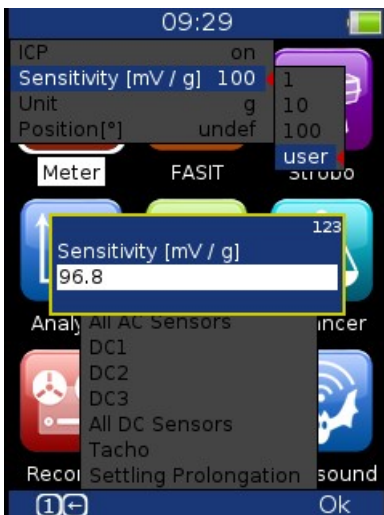 09:29
ICP on
Sensitivity [mV / g] 100
Unit g
Position[°] undef
1
10
100
user
Meter FASIT Strobo
123
Sensitivity [mV / g]
96.8
Analy ncer
All AC Sensors
DC1
DC2
DC3
All DC Sensors
Tacho
Settling Prolongation
Recor sound
1 Ok